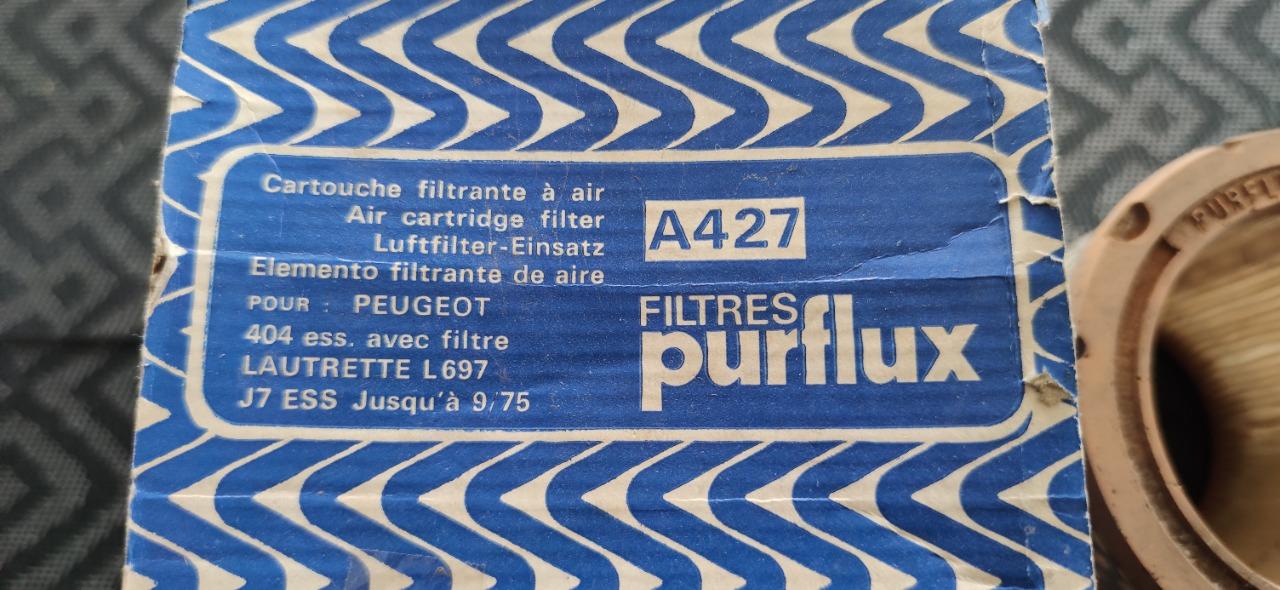 Cartouche filtrante à air
Air cartridge filter
Luftfilter-Einsatz
Elemento filtrante de aire
POUR : PEUGEOT
404 ess. avec filtre
LAUTRETTE L697
J7 ESS Jusqu'à 9/75
A427
FILTRES
purflux